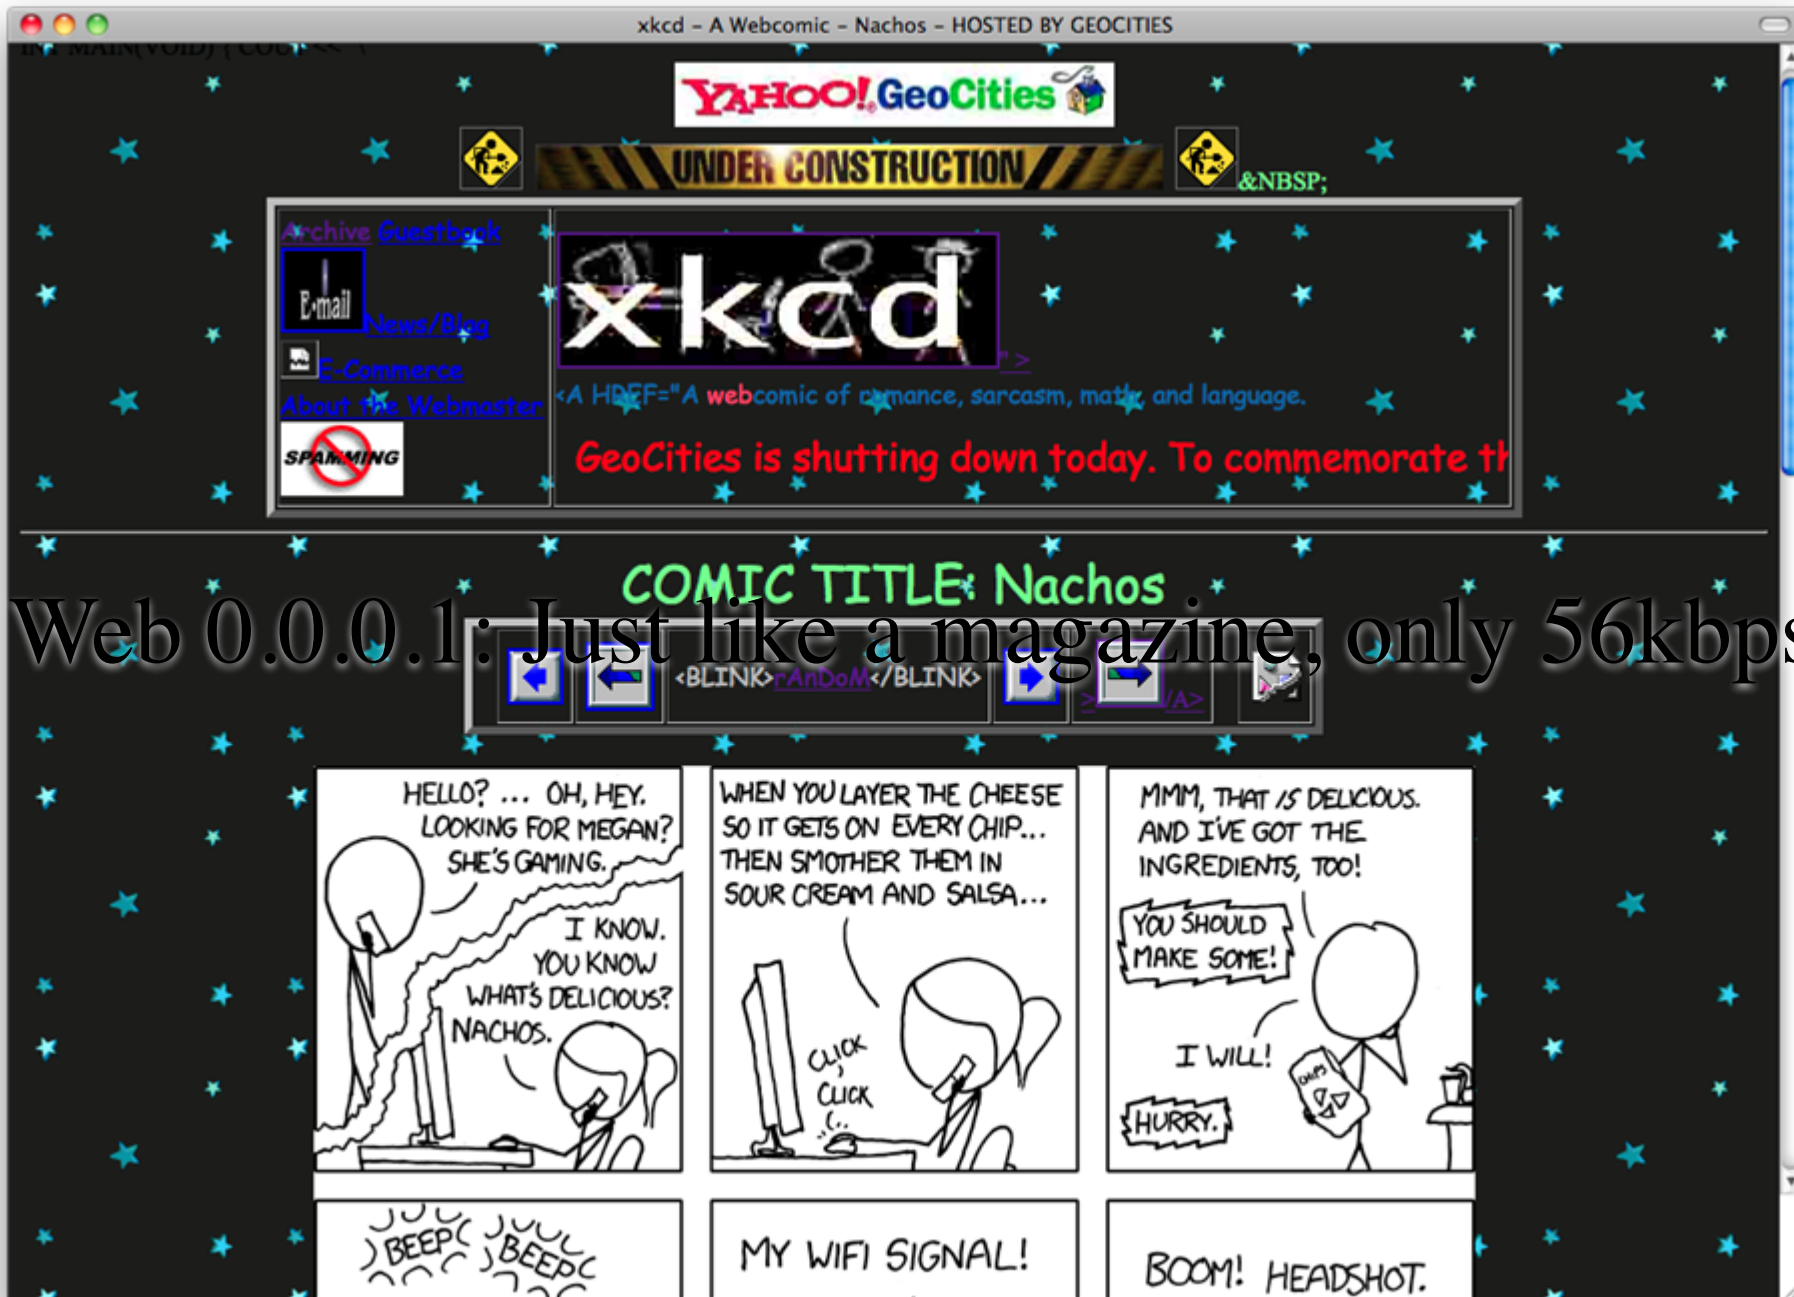 xkcd – A Webcomic – Nachos – HOSTED BY GEOCITIES
INT MAIN(VOID) { COUT<< "\
YAHOO! GeoCities
UNDER CONSTRUCTION
&NBSP;
Archive Guestbook
E·mail
News/Blog
E-Commerce
About the Webmaster
SPAMMING
xkcd
">
<A HREF="A webcomic of romance, sarcasm, math, and language.
GeoCities is shutting down today. To commemorate th
COMIC TITLE: Nachos
Web 0.0.0.1: Just like a magazine, only 56kbps
<BLINK>rAnDoM</BLINK>
>
/A>
HELLO? ... OH, HEY.
LOOKING FOR MEGAN?
SHE'S GAMING.
I KNOW.
YOU KNOW
WHAT'S DELICIOUS?
NACHOS.
WHEN YOU LAYER THE CHEESE
SO IT GETS ON EVERY CHIP...
THEN SMOTHER THEM IN
SOUR CREAM AND SALSA...
CLICK
CLICK
MMM, THAT IS DELICIOUS.
AND I'VE GOT THE
INGREDIENTS, TOO!
YOU SHOULD
MAKE SOME!
I WILL!
CHIPS
HURRY.
BEEP
BEEP
MY WIFI SIGNAL!
BOOM! HEADSHOT.